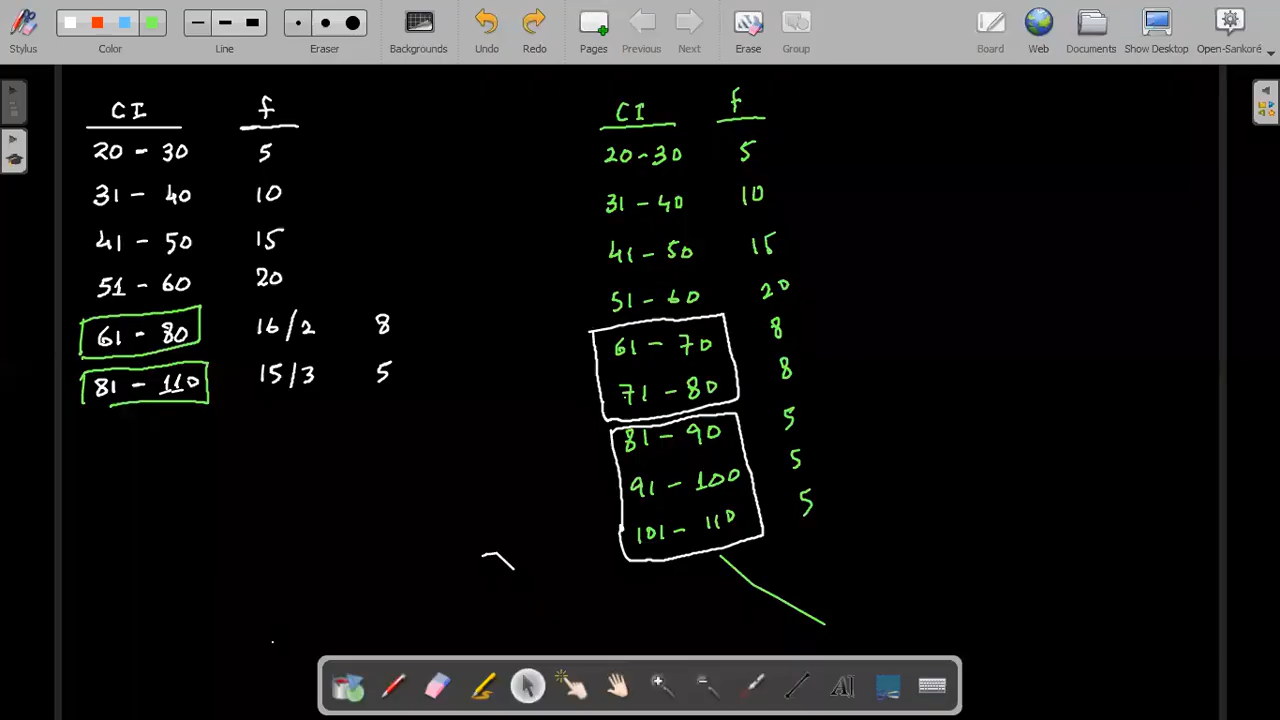 Stylus Color Line Eraser Backgrounds Undo Redo Pages Previous Next Erase Group Board Web Documents Show Desktop Open-Sankoré
CI f
20 - 30 5
31 - 40 10
41 - 50 15
51 - 60 20
61 - 80 16/2 8
81 - 110 15/3 5
CI f
20-30 5
31 - 40 10
41 - 50 15
51 - 60 20
61 - 70 8
71 - 80 8
81 - 90 5
91 - 100 5
101 - 110 5